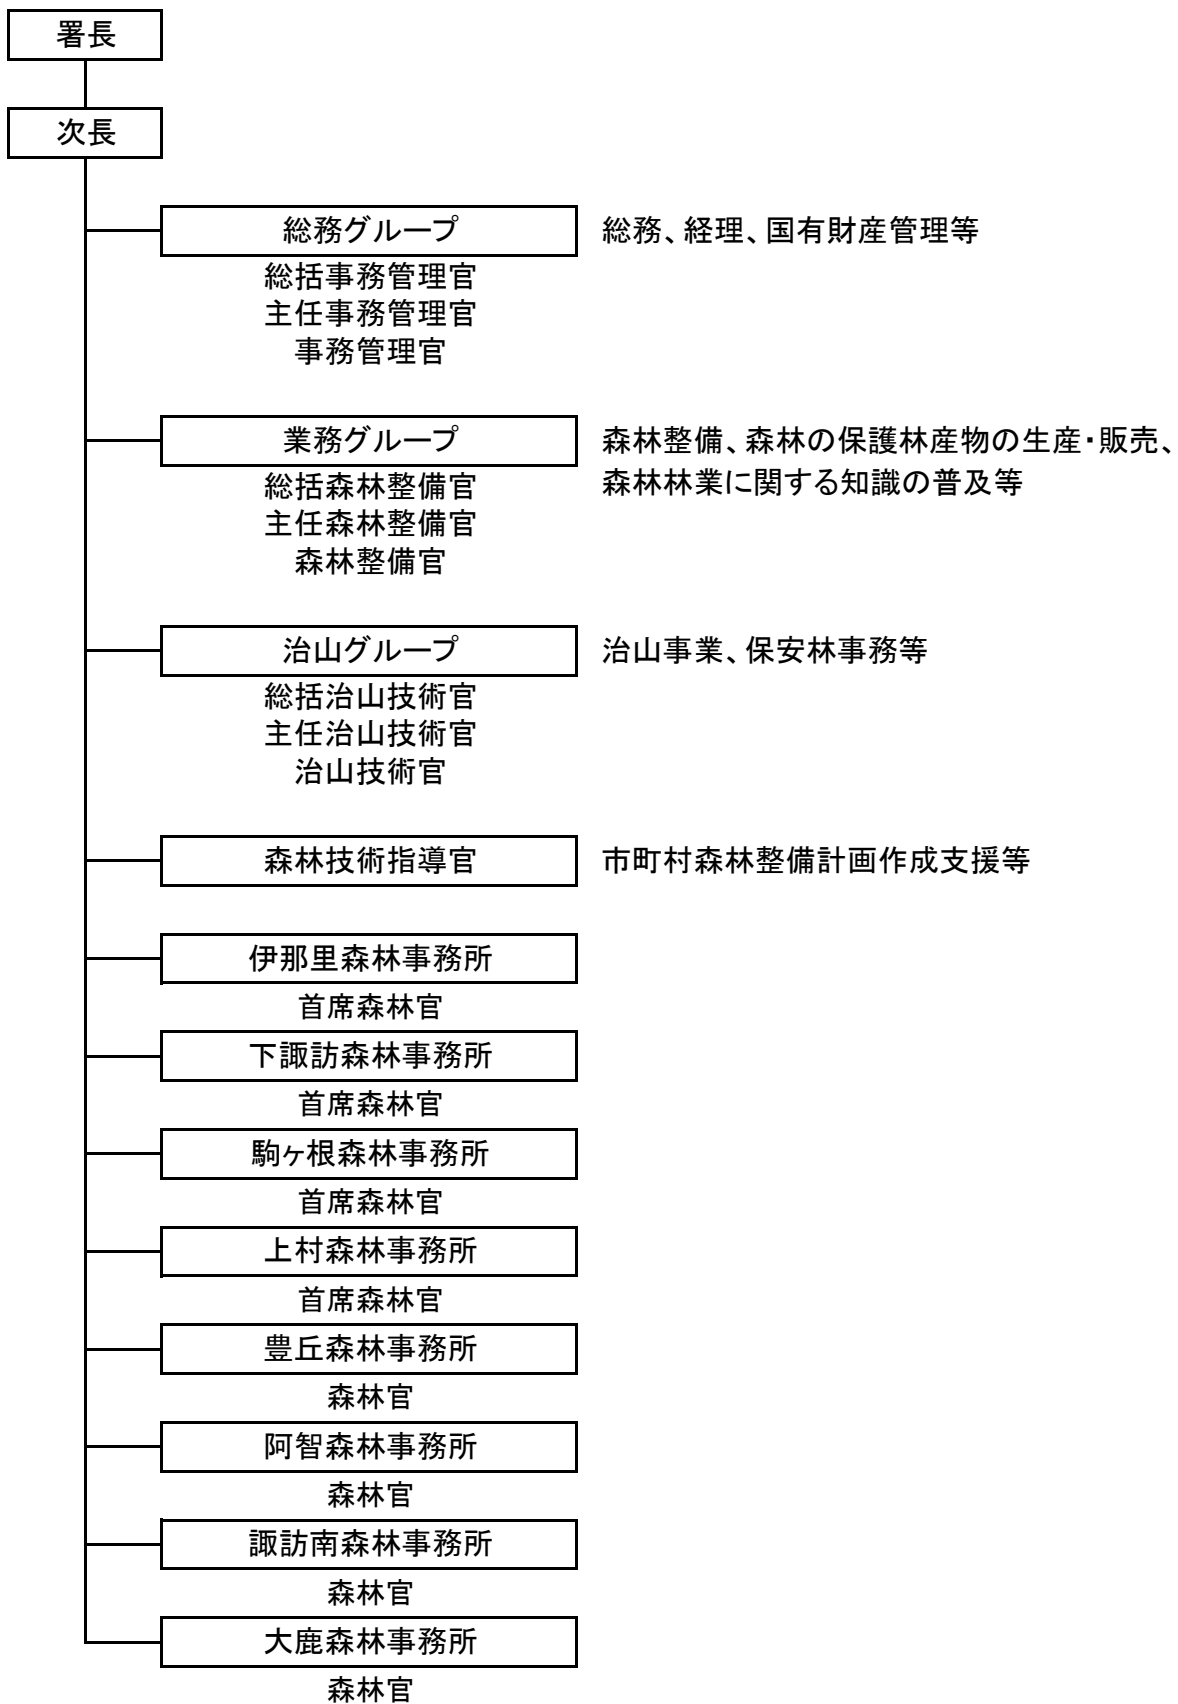 署長
次長
総務グループ
総務、経理、国有財産管理等
総括事務管理官
主任事務管理官
事務管理官
業務グループ
森林整備、森林の保護林産物の生産・販売、
森林林業に関する知識の普及等
総括森林整備官
主任森林整備官
森林整備官
治山グループ
治山事業、保安林事務等
総括治山技術官
主任治山技術官
治山技術官
森林技術指導官
市町村森林整備計画作成支援等
伊那里森林事務所
首席森林官
下諏訪森林事務所
首席森林官
駒ヶ根森林事務所
首席森林官
上村森林事務所
首席森林官
豊丘森林事務所
森林官
阿智森林事務所
森林官
諏訪南森林事務所
森林官
大鹿森林事務所
森林官